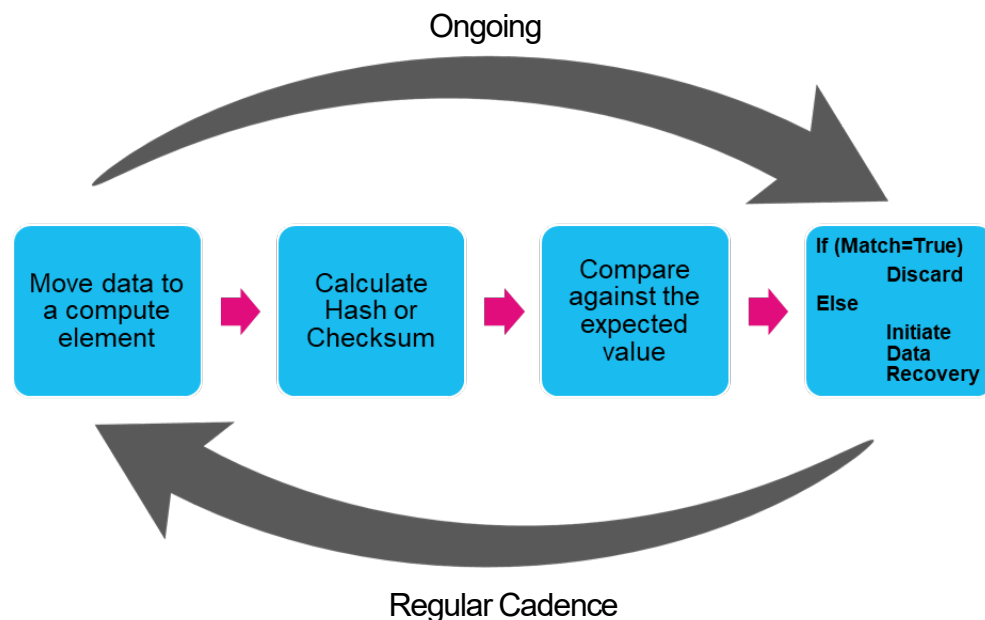 Ongoing
Move data to
a compute
element
Calculate
Hash or
Checksum
Compare
against the
expected
value
If (Match=True)
Discard
Else
Initiate
Data
Recovery
Regular Cadence